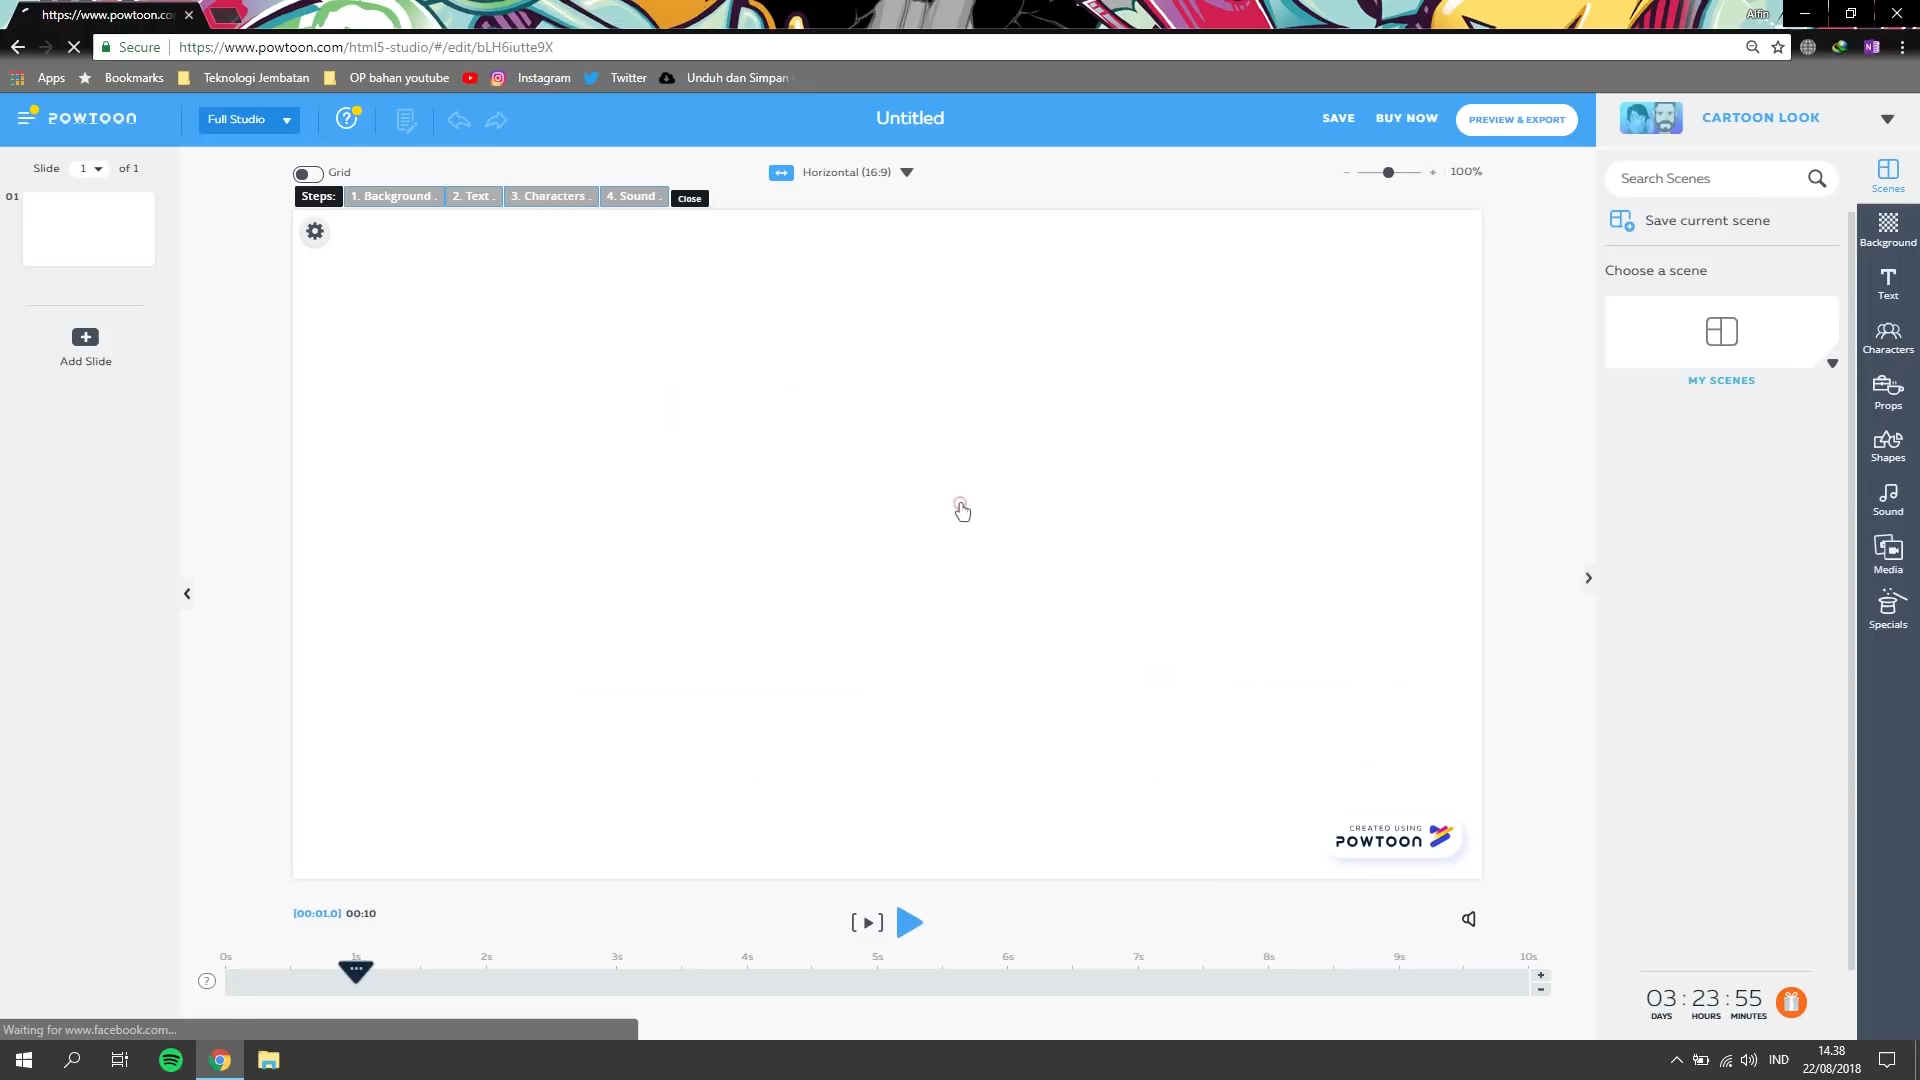 https://www.powtoon.co
Alfin
Secure
https://www.powtoon.com/html5-studio/#/edit/bLH6iutte9X
Apps
Bookmarks
Teknologi Jembatan
OP bahan youtube
Instagram
Twitter
Unduh dan Simpan
POWTOON
Full Studio
?
Untitled
SAVE
BUY NOW
PREVIEW & EXPORT
CARTOON LOOK
Slide 1 of 1
Grid
Horizontal (16:9)
- + 100%
Search Scenes
Scenes
01
Steps: 1. Background . 2. Text . 3. Characters . 4. Sound . Close
Save current scene
Background
Choose a scene
Text
Add Slide
Characters
MY SCENES
Props
Shapes
Sound
Media
Specials
CREATED USING
POWTOON
[00:01.0] 00:10
0s 1s 2s 3s 4s 5s 6s 7s 8s 9s 10s
?
+
-
03 : 23 : 55
DAYS HOURS MINUTES
Waiting for www.facebook.com...
IND
14.38
22/08/2018